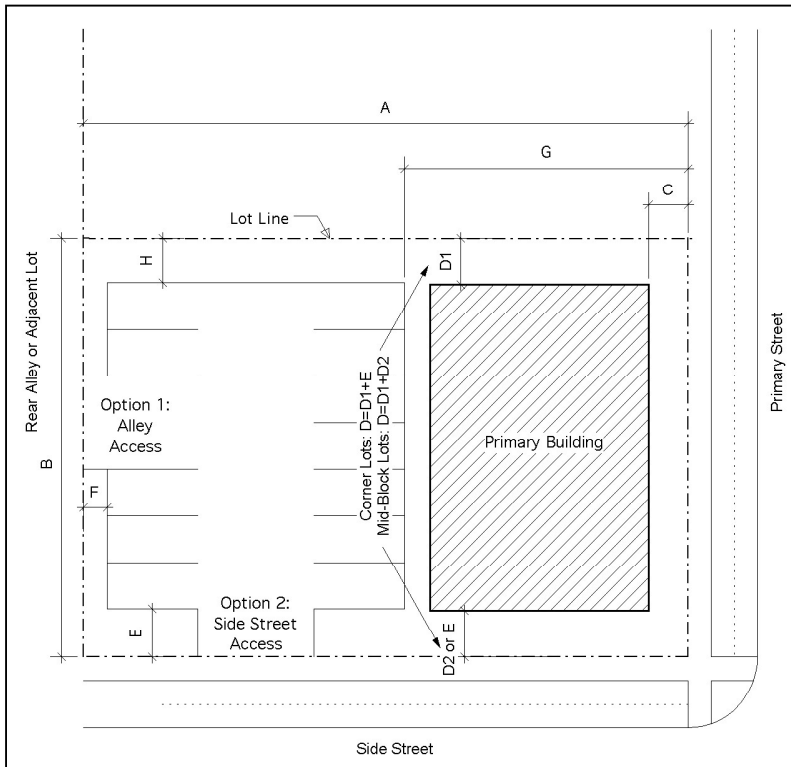 A
G
C
Lot Line
H
D1
Rear Alley or Adjacent Lot
Primary Street
Corner Lots: D=D1+E
Mid-Block Lots: D=D1+D2
Option 1:
Alley
Access
Primary Building
B
F
Option 2:
Side Street
Access
E
D2 or E
Side Street